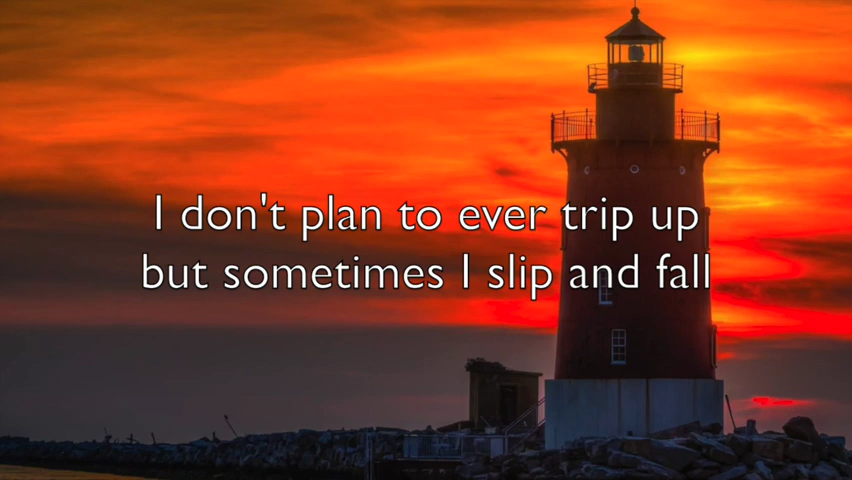 I don't plan to ever trip up
but sometimes I slip and fall